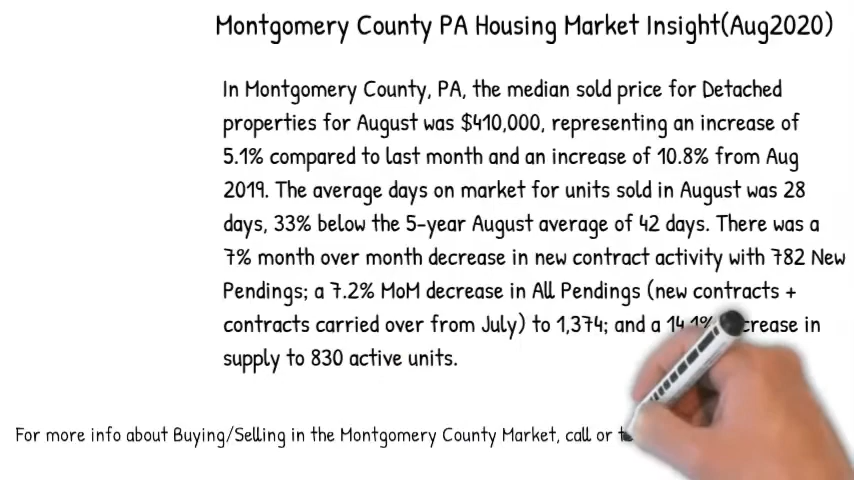 Montgomery County PA Housing Market Insight(Aug2020)
In Montgomery County, PA, the median sold price for Detached
properties for August was $410,000, representing an increase of
5.1% compared to last month and an increase of 10.8% from Aug
2019. The average days on market for units sold in August was 28
days, 33% below the 5-year August average of 42 days. There was a
7% month over month decrease in new contract activity with 782 New
Pendings; a 7.2% MoM decrease in All Pendings (new contracts +
contracts carried over from July) to 1,374; and a 14.1% in
supply to 830 active units.
For more info about Buying/Selling in the Montgomery County Market, call or